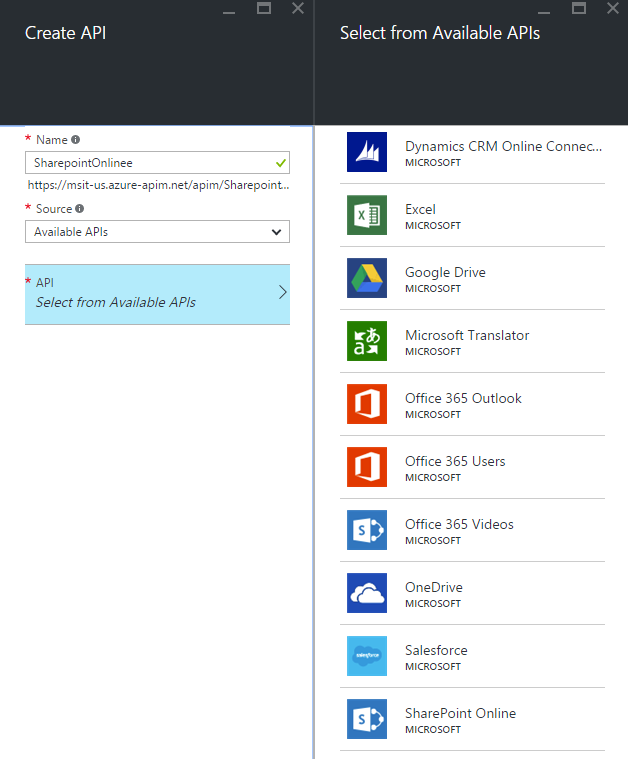 Create API
* Name
SharepointOnlinee
https://msit-us.azure-apim.net/apim/Sharepoint...
* Source
Available APIs
* API
Select from Available APIs
Select from Available APIs
Dynamics CRM Online Connec...
MICROSOFT
Excel
MICROSOFT
Google Drive
MICROSOFT
Microsoft Translator
MICROSOFT
Office 365 Outlook
MICROSOFT
Office 365 Users
MICROSOFT
Office 365 Videos
MICROSOFT
OneDrive
MICROSOFT
salesforce
Salesforce
MICROSOFT
SharePoint Online
MICROSOFT